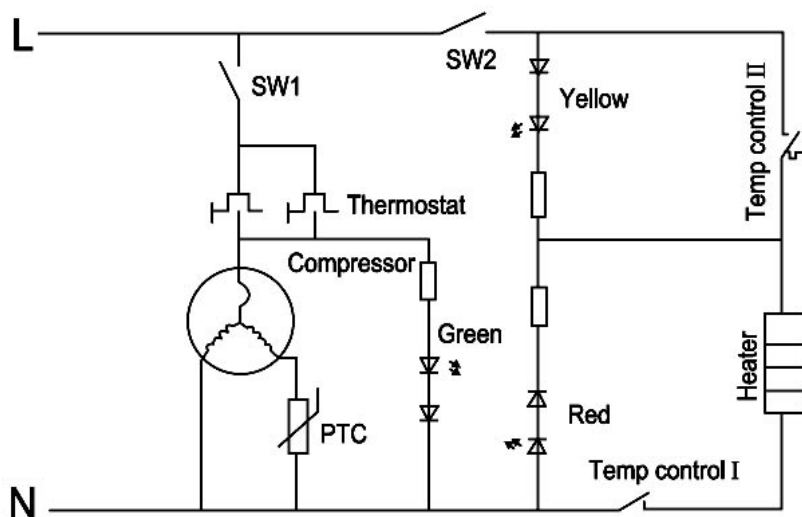 L
SW2
SW1
Yellow
Temp control II
Thermostat
Compressor
Green
Heater
Red
PTC
Temp control I
N